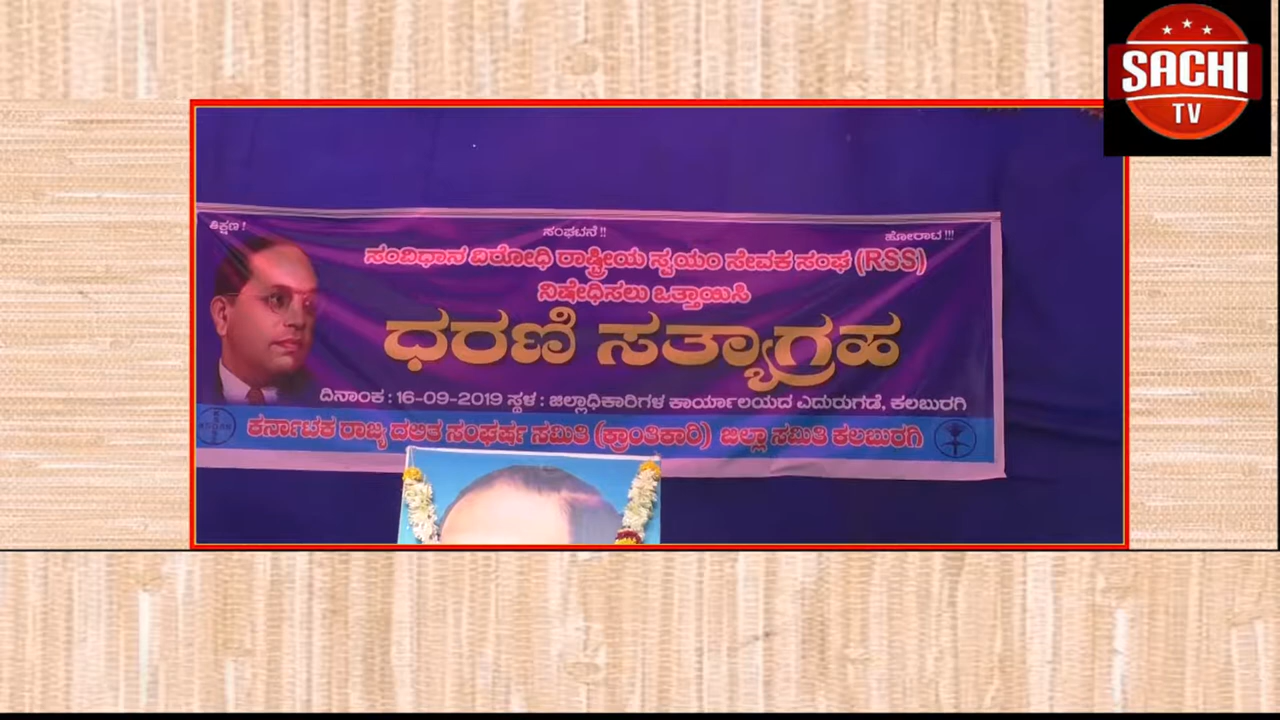 SACHI
TV
ಶಿಕ್ಷಣ ! ಸಂಘಟನೆ !! ಹೋರಾಟ !!!
ಸಂವಿಧಾನ ವಿರೋಧಿ ರಾಷ್ಟ್ರೀಯ ಸ್ವಯಂ ಸೇವಕ ಸಂಘ (RSS)
ನಿಷೇಧಿಸಲು ಒತ್ತಾಯಿಸಿ
ಧರಣಿ ಸತ್ಯಾಗ್ರಹ
ದಿನಾಂಕ : 16-09-2019 ಸ್ಥಳ : ಜಿಲ್ಲಾಧಿಕಾರಿಗಳ ಕಾರ್ಯಾಲಯದ ಎದುರುಗಡೆ, ಕಲಬುರಗಿ
ಕರ್ನಾಟಕ ರಾಜ್ಯ ದಲಿತ ಸಂಘರ್ಷ ಸಮಿತಿ (ಕ್ರಾಂತಿಕಾರಿ) ಜಿಲ್ಲಾ ಸಮಿತಿ ಕಲಬುರಗಿ